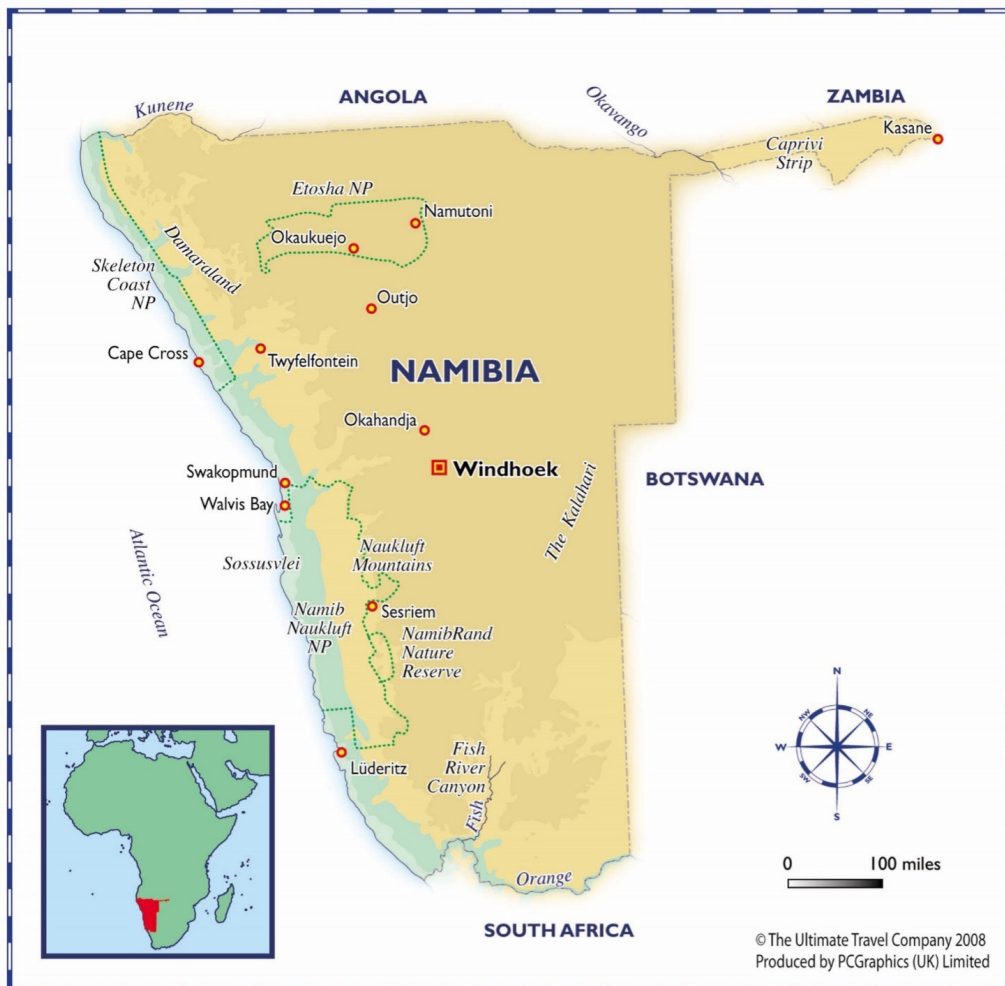 ANGOLA
ZAMBIA
Kunene
Okavango
Kasane
Caprivi
Strip
Etosha NP
Namutoni
Okaukuejo
Damaraland
Skeleton
Coast
NP
Outjo
Cape Cross
Twyfelfontein
NAMIBIA
Okahandja
Windhoek
Swakopmund
BOTSWANA
Walvis Bay
The Kalahari
Atlantic Ocean
Sossusvlei
Naukluft
Mountains
Namib
Naukluft
NP
Sesriem
NamibRand
Nature
Reserve
Lüderitz
Fish
River
Canyon
Fish
Orange
SOUTH AFRICA
N
NW
NE
W
E
SW
SE
S
0 100 miles
© The Ultimate Travel Company 2008
Produced by PCGraphics (UK) Limited